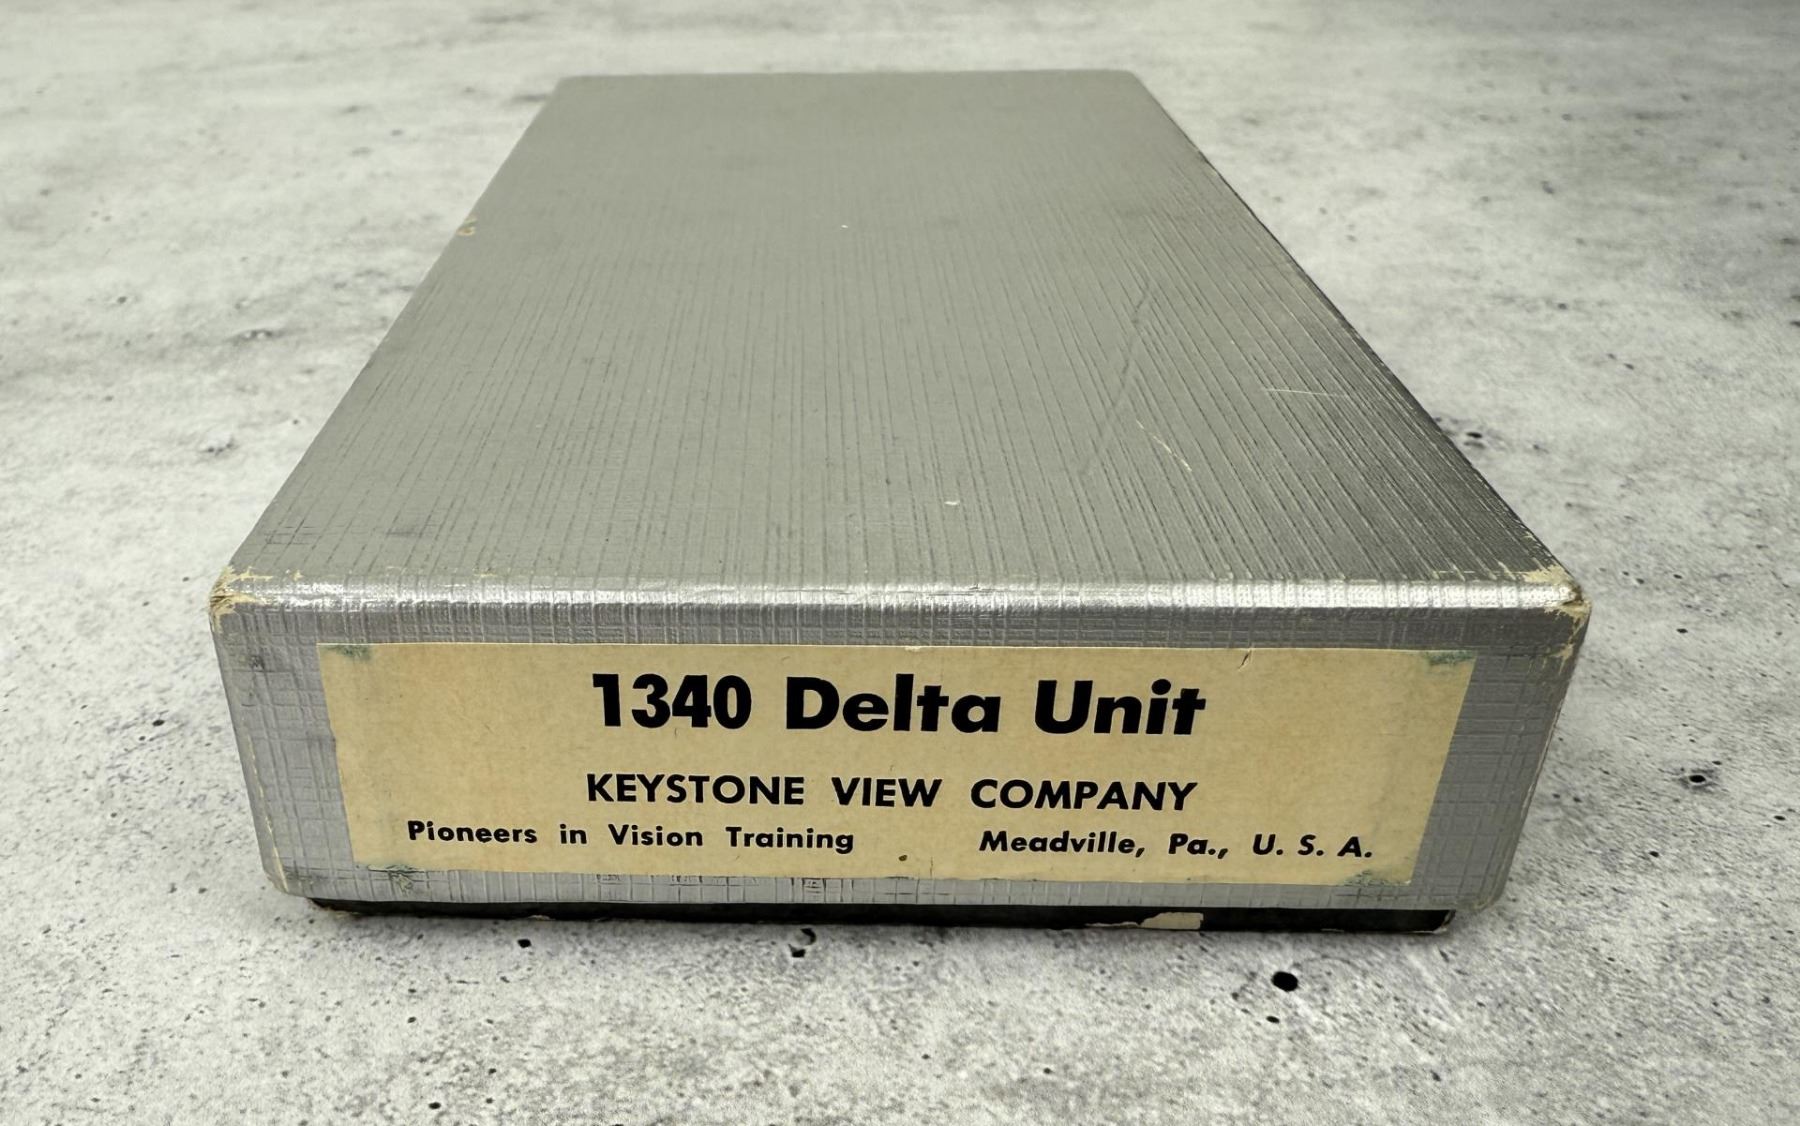 1340 Delta Unit
KEYSTONE VIEW COMPANY
Pioneers in Vision Training Meadville, Pa., U. S. A.